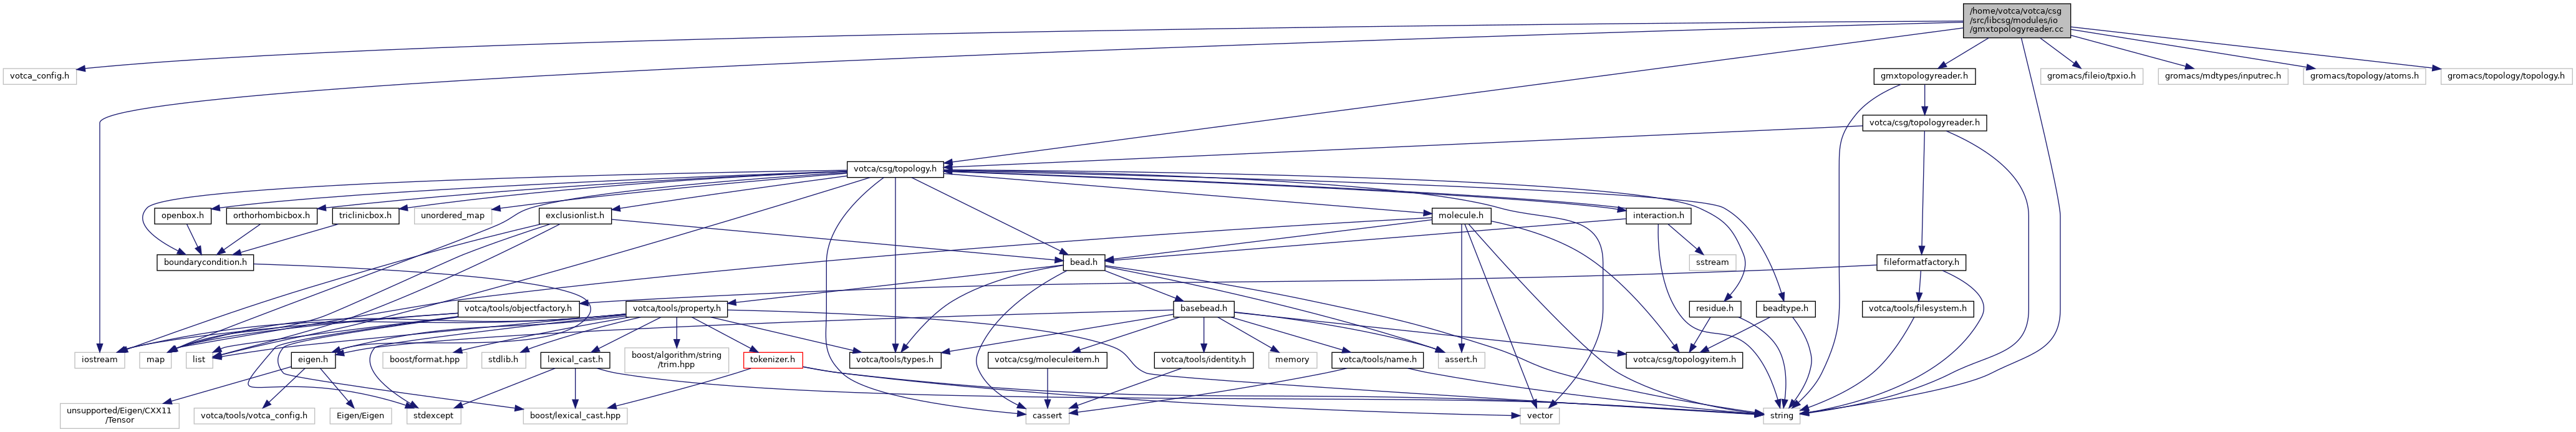 /home/votca/votca/csg
/src/libcsg/modules/io
/gmxtopologyreader.cc
votca_config.h
gmxtopologyreader.h
gromacs/fileio/tpxio.h
gromacs/mdtypes/inputrec.h
gromacs/topology/atoms.h
gromacs/topology/topology.h
votca/csg/topologyreader.h
votca/csg/topology.h
openbox.h
orthorhombicbox.h
triclinicbox.h
unordered_map
exclusionlist.h
molecule.h
interaction.h
boundarycondition.h
bead.h
sstream
fileformatfactory.h
votca/tools/objectfactory.h
votca/tools/property.h
basebead.h
residue.h
beadtype.h
votca/tools/filesystem.h
iostream
map
list
eigen.h
boost/format.hpp
stdlib.h
lexical_cast.h
boost/algorithm/string
/trim.hpp
tokenizer.h
votca/tools/types.h
votca/csg/moleculeitem.h
votca/tools/identity.h
memory
votca/tools/name.h
assert.h
votca/csg/topologyitem.h
unsupported/Eigen/CXX11
/Tensor
votca/tools/votca_config.h
Eigen/Eigen
stdexcept
boost/lexical_cast.hpp
cassert
vector
string